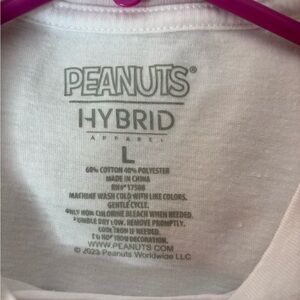 PEANUTS®
HYBRID
APPAREL
L
60% COTTON 40% POLYESTER
MADE IN CHINA
RN# 17588
MACHINE WASH COLD WITH LIKE COLORS.
GENTLE CYCLE.
ONLY NON CHLORINE BLEACH WHEN NEEDED.
TUMBLE DRY LOW. REMOVE PROMPTLY.
COOL IRON IF NEEDED.
DO NOT IRON DECORATION.
WWW.PEANUTS.COM
© 2023 Peanuts Worldwide LLC